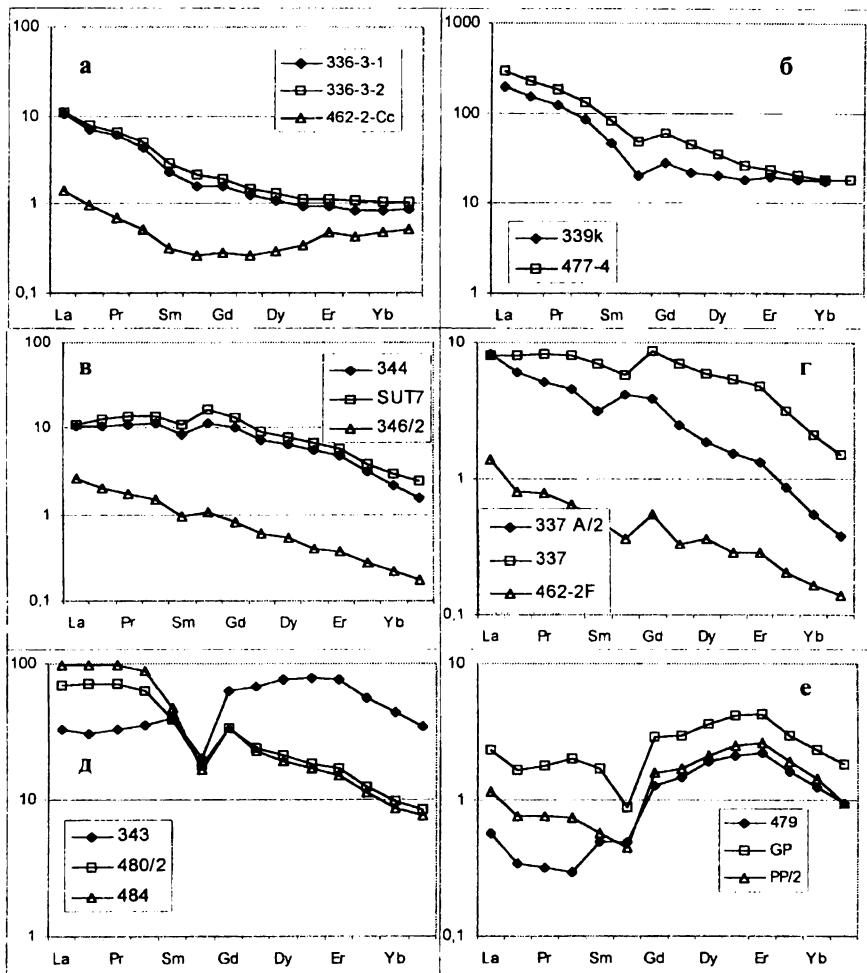 а
100
10
1
0,1
336-3-1
336-3-2
462-2-Cc
La Pr Sm Gd Dy Er Yb
б
1000
100
10
1
339k
477-4
La Pr Sm Gd Dy Er Yb
в
100
10
1
0,1
344
SUT7
346/2
La Pr Sm Gd Dy Er Yb
г
10
1
0,1
337 A/2
337
462-2F
La Pr Sm Gd Dy Er Yb
д
100
10
1
343
480/2
484
La Pr Sm Gd Dy Er Yb
е
10
1
0,1
479
GP
PP/2
La Pr Sm Gd Dy Er Yb